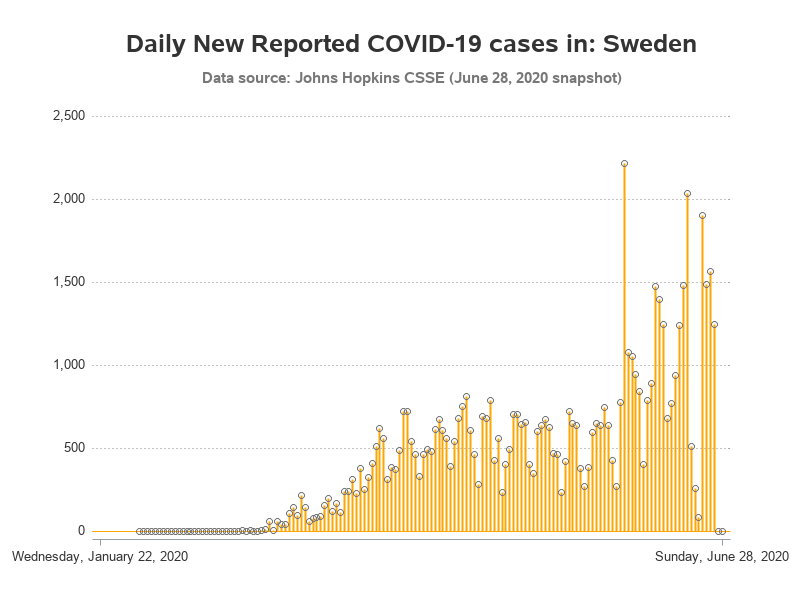 Daily New Reported COVID-19 cases in: Sweden
Data source: Johns Hopkins CSSE (June 28, 2020 snapshot)
2,500
2,000
1,500
1,000
500
0
Wednesday, January 22, 2020 Sunday, June 28, 2020